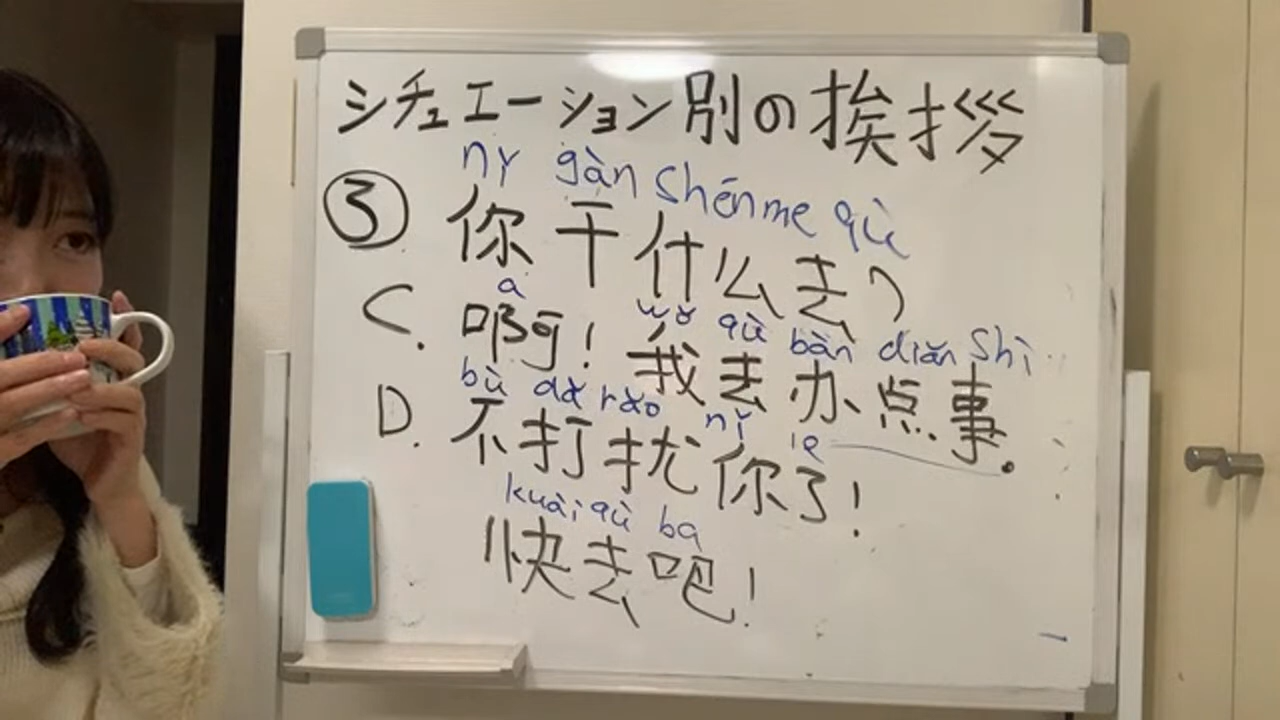 シチュエーション別の挨拶
nǐ gàn shénme qù
③ 你干什么去?
a wǒ qù bàn diǎn shì
C. 啊! 我去办点事。
bù dǎ rǎo nǐ le
D. 不打扰你了!
kuài qù ba
快去吧!